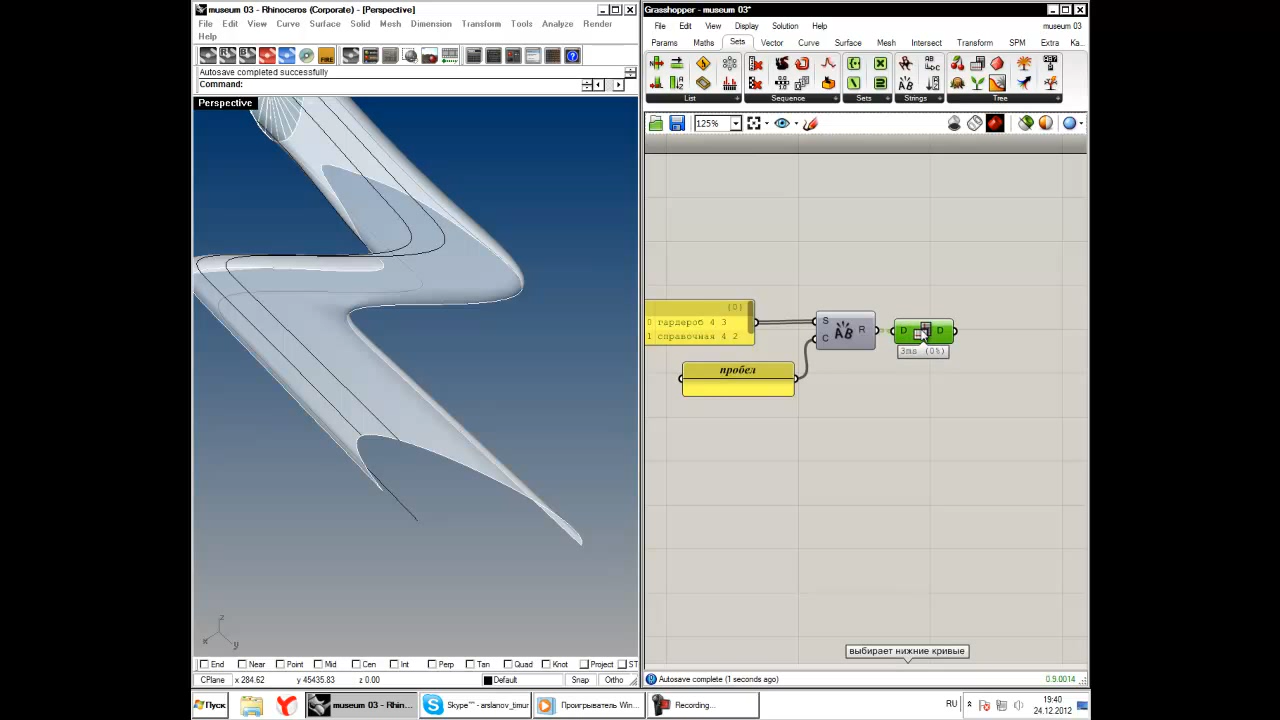 museum 03 - Rhinoceros (Corporate) - [Perspective]
File Edit View Curve Surface Solid Mesh Dimension Transform Tools Analyze Render
Help
Autosave completed successfully
Command:
Perspective
z
x
y
End Near Point Mid Cen Int Perp Tan Quad Knot Project ST
CPlane x 284.62 y 45435.83 z 0.00 Default Snap Ortho
Grasshopper - museum 03*
File Edit View Display Solution Help museum 03
Params Maths Sets Vector Curve Surface Mesh Intersect Transform SPM Extra Ka...
List Sequence Sets Strings Tree
125%
{0}
0 гардероб 4 3
1 справочная 4 2
пробел
S
C
R
D D
3ms (0%)
выбирает нижние кривые
Autosave complete (1 seconds ago) 0.9.0014
Пуск museum 03 - Rhin... Skype™ - arslanov_timur Проигрыватель Win... Recording... RU 19:40
24.12.2012